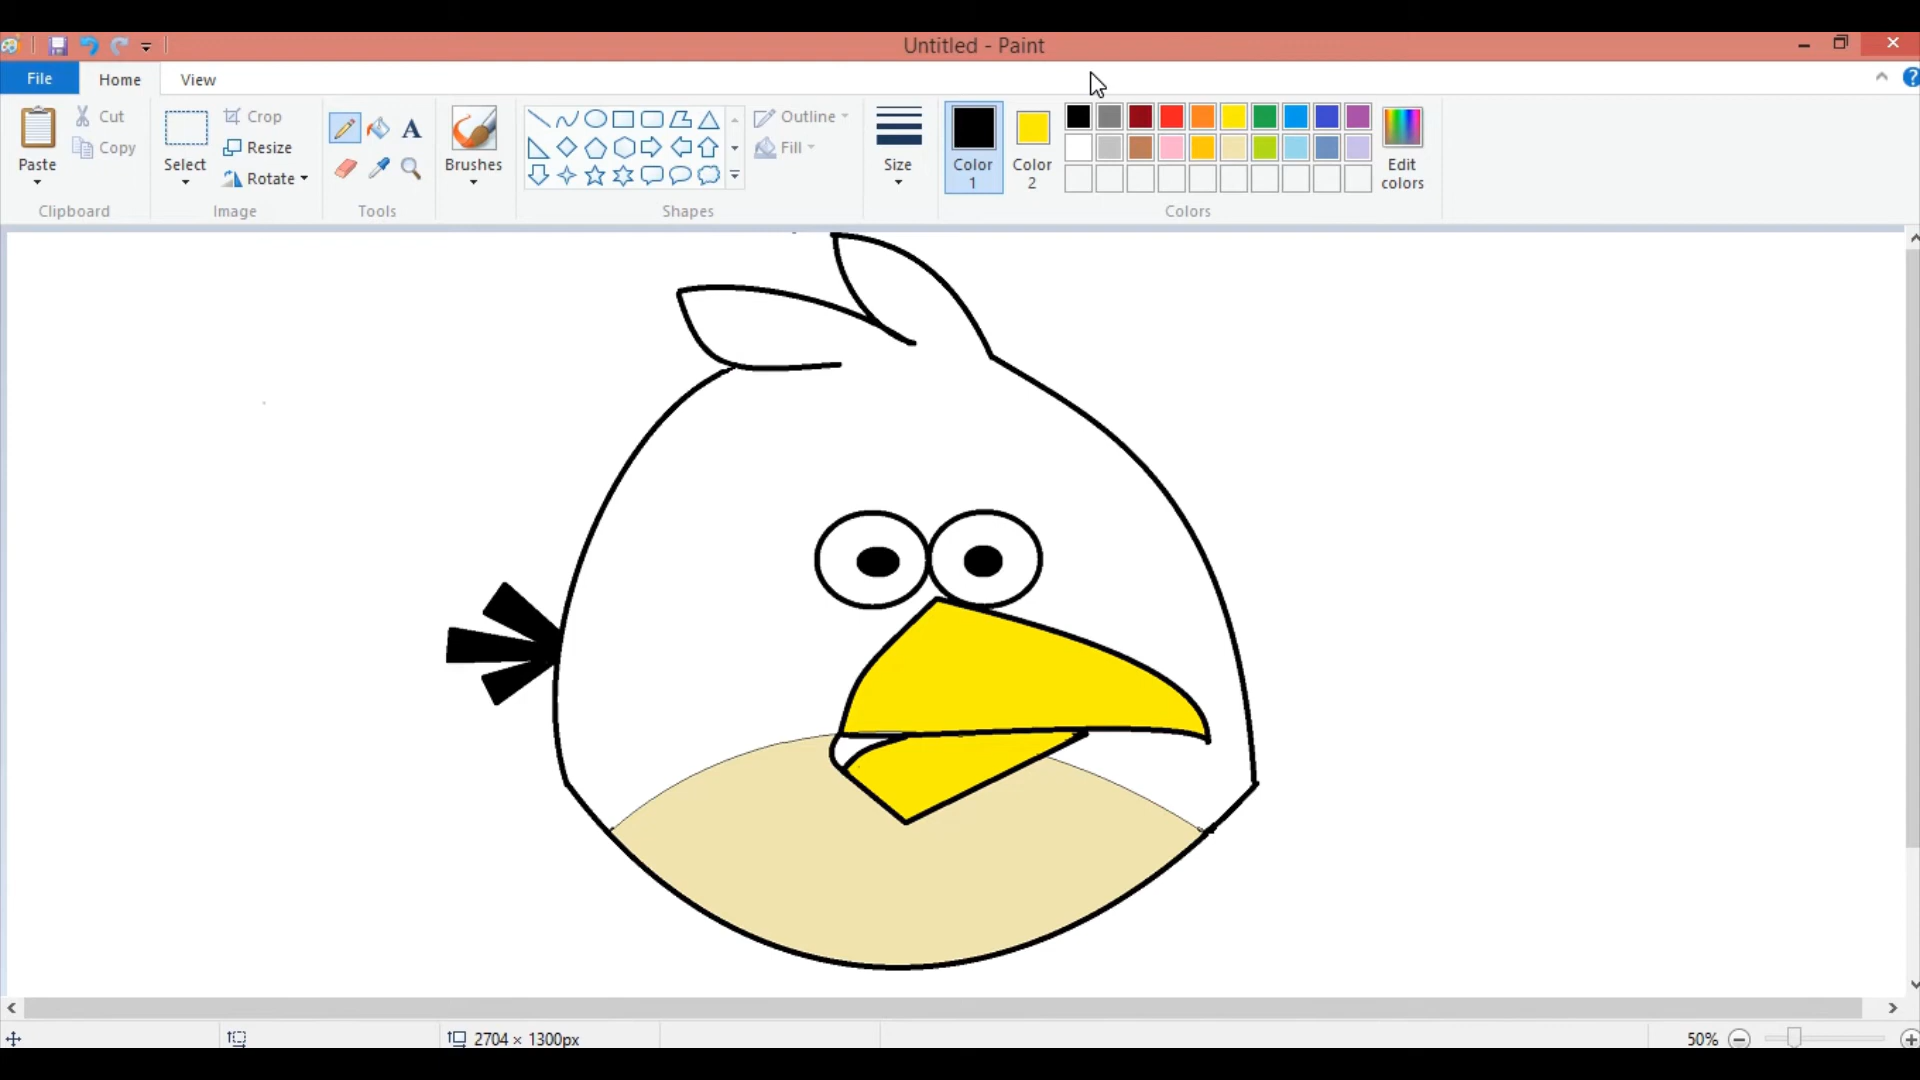 Untitled - Paint
File Home View
Paste
Cut
Copy
Clipboard
Select
Crop
Resize
Rotate
Image
A
Tools
Brushes
Shapes
Outline
Fill
Size
Color
1
Color
2
Edit
colors
Colors
2704 × 1300px
50%